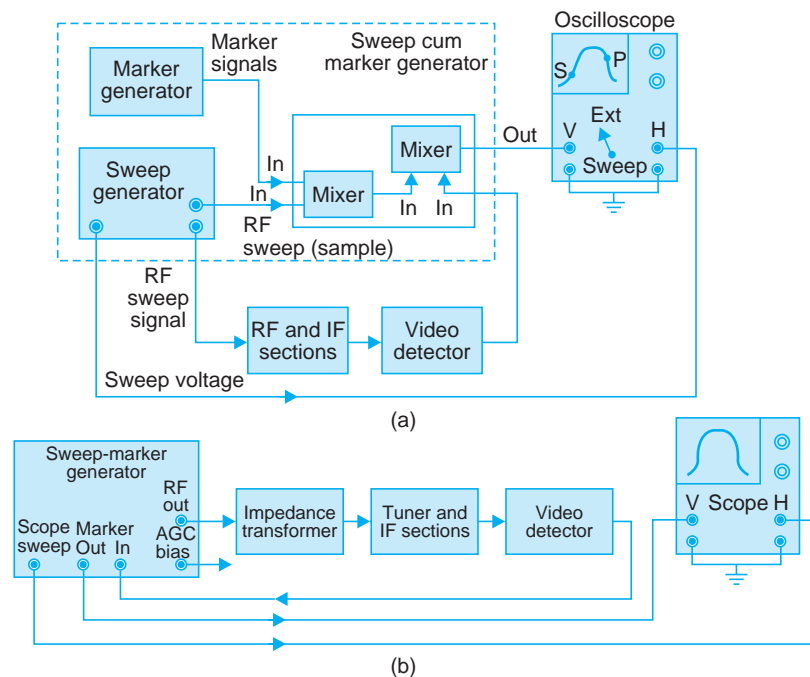 Oscilloscope
Marker
signals
Sweep cum
marker generator
Marker
generator
S
P
Ext
V
H
Sweep
Out
Mixer
Sweep
generator
In
In
Mixer
In
In
RF
sweep (sample)
RF
sweep
signal
RF and IF
sections
Video
detector
Sweep voltage
(a)
Sweep-marker
generator
RF
out
Impedance
transformer
Tuner and
IF sections
Video
detector
V
Scope
H
Scope
sweep
Marker
Out
In
AGC
bias
(b)